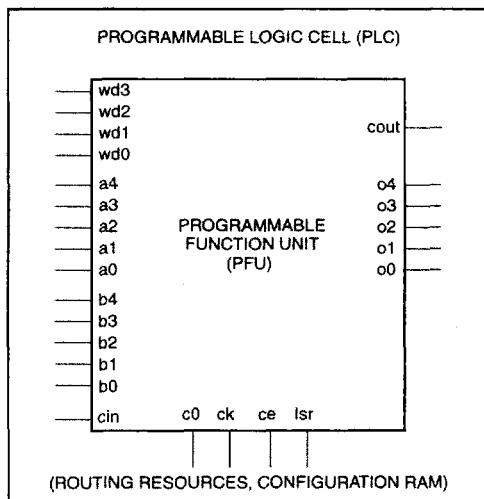 PROGRAMMABLE LOGIC CELL (PLC)
wd3
wd2
wd1
wd0
cout
a4
a3
a2
a1
a0
o4
o3
o2
o1
o0
PROGRAMMABLE
FUNCTION UNIT
(PFU)
b4
b3
b2
b1
b0
cin
c0 ck ce lsr
(ROUTING RESOURCES, CONFIGURATION RAM)